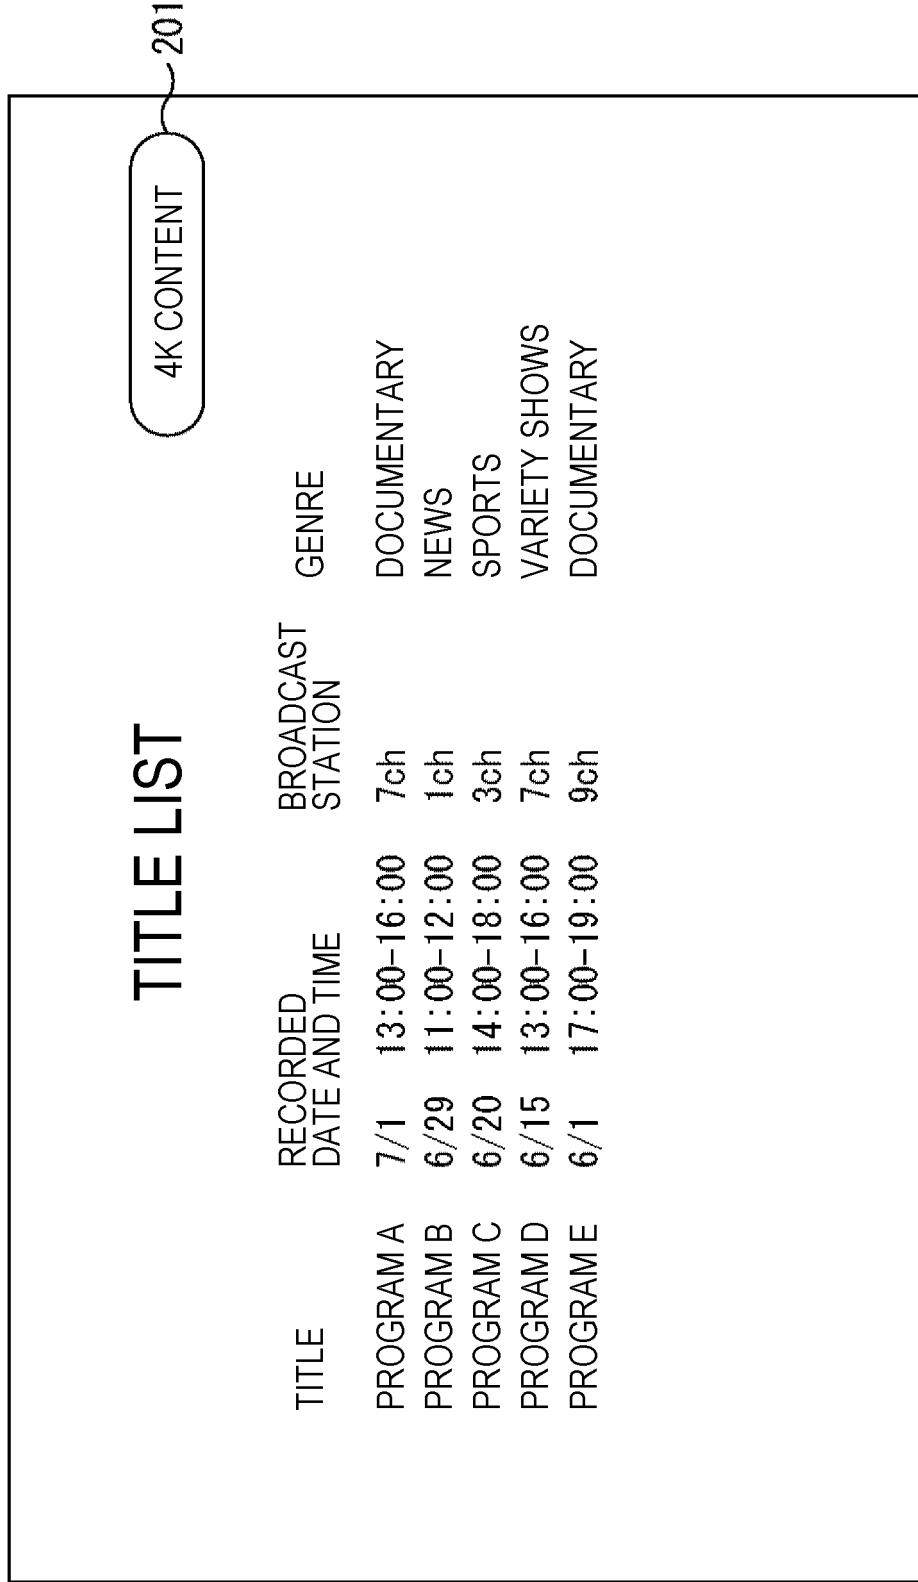 201
4K CONTENT
TITLE LIST
TITLE RECORDED DATE AND TIME BROADCAST STATION GENRE
PROGRAM A 7/1 13:00-16:00 7ch DOCUMENTARY
PROGRAM B 6/29 11:00-12:00 1ch NEWS
PROGRAM C 6/20 14:00-18:00 3ch SPORTS
PROGRAM D 6/15 13:00-16:00 7ch VARIETY SHOWS
PROGRAM E 6/1 17:00-19:00 9ch DOCUMENTARY